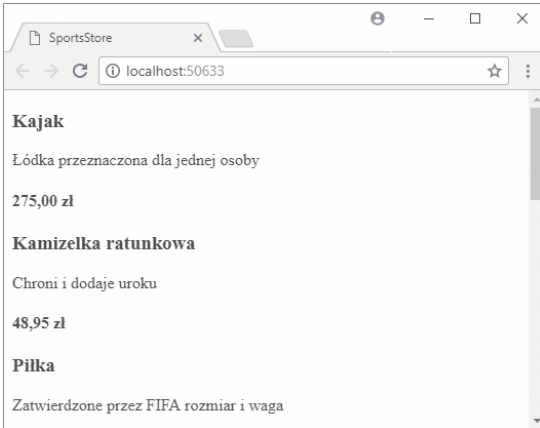 SportsStore
localhost:50633
Kajak
Łódka przeznaczona dla jednej osoby
275,00 zł
Kamizelka ratunkowa
Chroni i dodaje uroku
48,95 zł
Piłka
Zatwierdzone przez FIFA rozmiar i waga